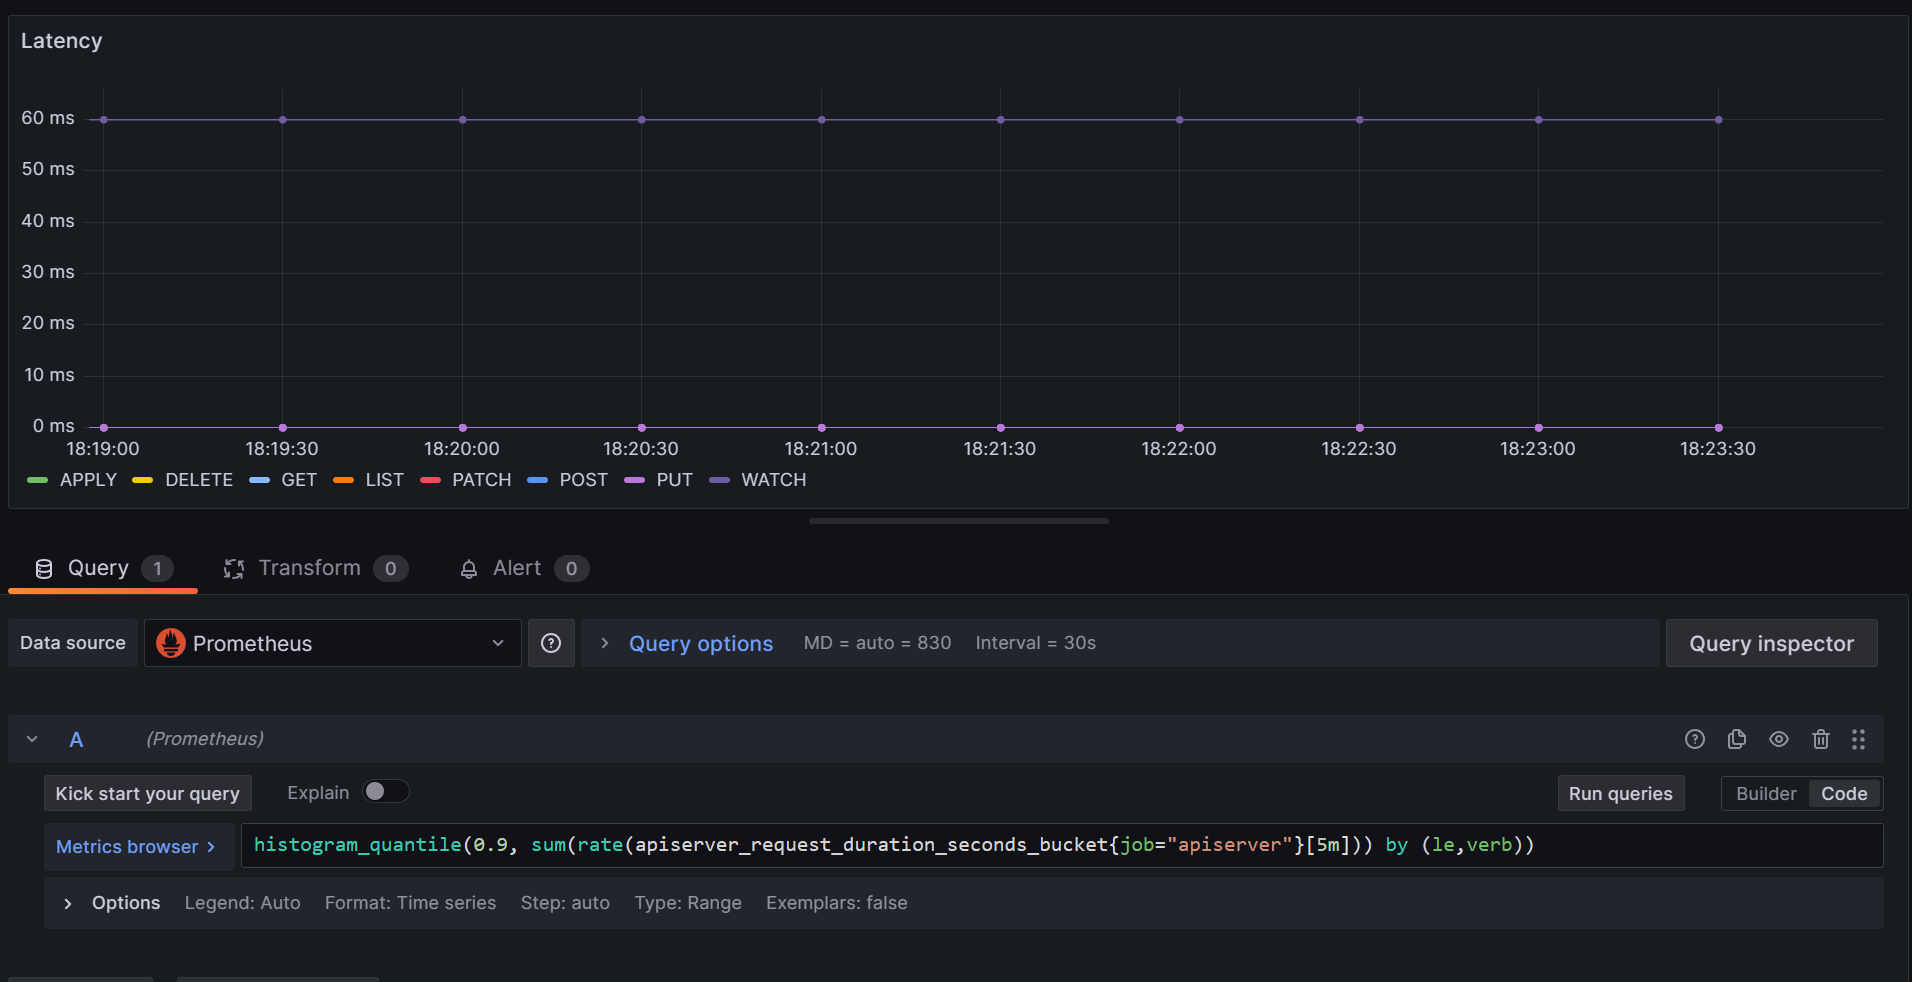 Latency
60 ms
50 ms
40 ms
30 ms
20 ms
10 ms
0 ms
18:19:00 18:19:30 18:20:00 18:20:30 18:21:00 18:21:30 18:22:00 18:22:30 18:23:00 18:23:30
APPLY DELETE GET LIST PATCH POST PUT WATCH
Query 1 Transform 0 Alert 0
Data source Prometheus Query options MD = auto = 830 Interval = 30s Query inspector
A (Prometheus)
Kick start your query Explain Run queries Builder Code
Metrics browser > histogram_quantile(0.9, sum(rate(apiserver_request_duration_seconds_bucket{job="apiserver"}[5m])) by (le,verb))
Options Legend: Auto Format: Time series Step: auto Type: Range Exemplars: false